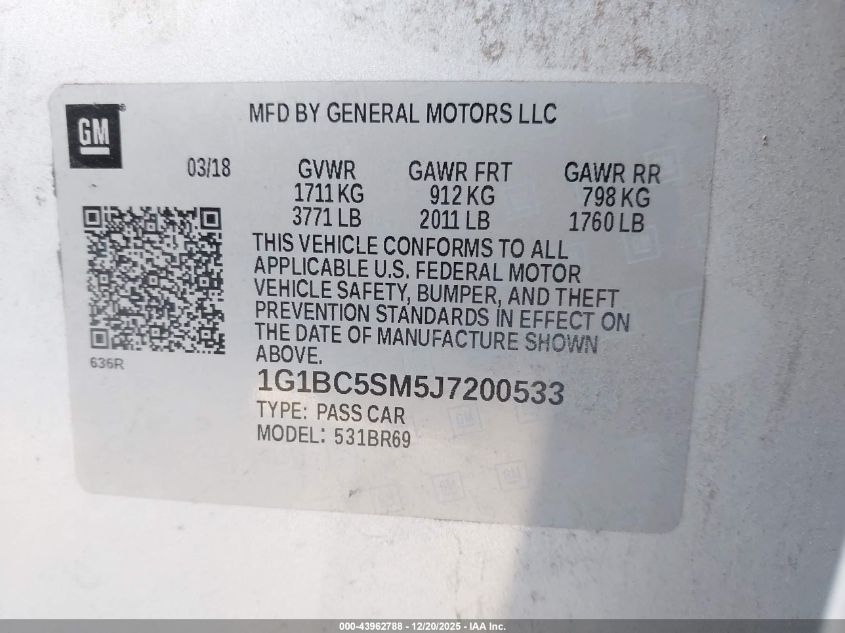 GM
MFD BY GENERAL MOTORS LLC
03/18 GVWR GAWR FRT GAWR RR
1711 KG 912 KG 798 KG
3771 LB 2011 LB 1760 LB
THIS VEHICLE CONFORMS TO ALL
APPLICABLE U.S. FEDERAL MOTOR
VEHICLE SAFETY, BUMPER, AND THEFT
PREVENTION STANDARDS IN EFFECT ON
THE DATE OF MANUFACTURE SHOWN
ABOVE.
636R
1G1BC5SM5J7200533
TYPE: PASS CAR
MODEL: 531BR69
000-43962788 - 12/20/2025 - IAA Inc.